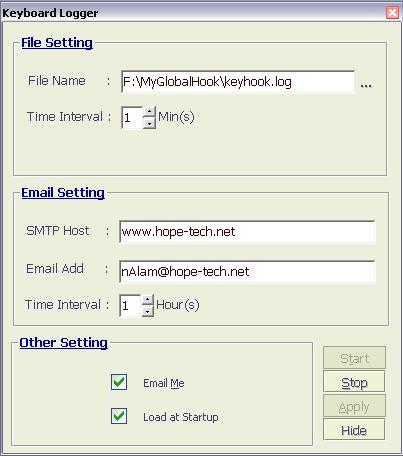 Keyboard Logger
File Setting
File Name : F:\MyGlobalHook\keyhook.log ...
Time Interval : 1 Min(s)
Email Setting
SMTP Host : www.hope-tech.net
Email Add : nAlam@hope-tech.net
Time Interval : 1 Hour(s)
Other Setting
Email Me
Load at Startup
Start
Stop
Apply
Hide